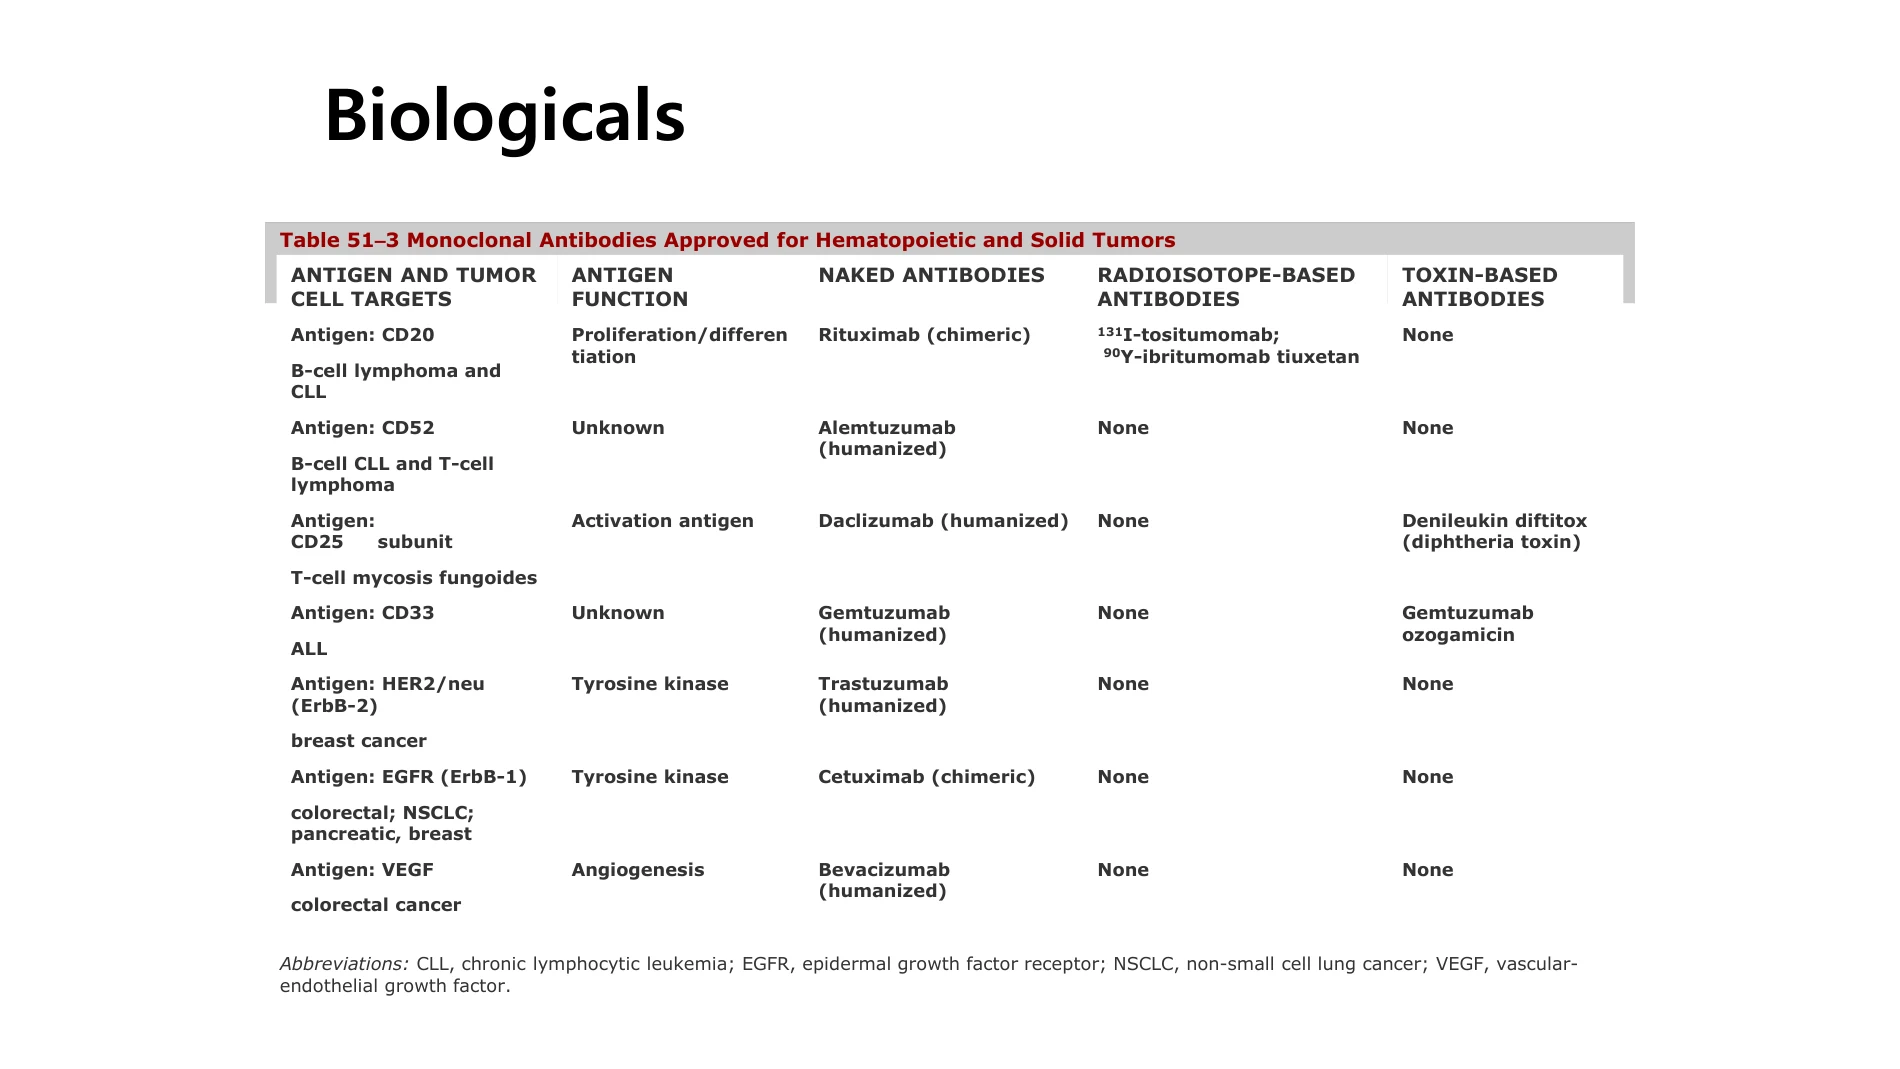 Biologicals
Table 51–3 Monoclonal Antibodies Approved for Hematopoietic and Solid Tumors
ANTIGEN AND TUMOR CELL TARGETS
ANTIGEN FUNCTION
NAKED ANTIBODIES
RADIOISOTOPE-BASED ANTIBODIES
TOXIN-BASED ANTIBODIES
Antigen: CD20
B-cell lymphoma and
CLL
Proliferation/differen
tiation
Rituximab (chimeric)
¹³¹I-tositumomab;
⁹⁰Y-ibritumomab tiuxetan
None
Antigen: CD52
B-cell CLL and T-cell
lymphoma
Unknown
Alemtuzumab
(humanized)
None
None
Antigen:
CD25 subunit
T-cell mycosis fungoides
Activation antigen
Daclizumab (humanized)
None
Denileukin diftitox
(diphtheria toxin)
Antigen: CD33
ALL
Unknown
Gemtuzumab
(humanized)
None
Gemtuzumab
ozogamicin
Antigen: HER2/neu
(ErbB-2)
breast cancer
Tyrosine kinase
Trastuzumab
(humanized)
None
None
Antigen: EGFR (ErbB-1)
colorectal; NSCLC;
pancreatic, breast
Tyrosine kinase
Cetuximab (chimeric)
None
None
Antigen: VEGF
colorectal cancer
Angiogenesis
Bevacizumab
(humanized)
None
None
Abbreviations: CLL, chronic lymphocytic leukemia; EGFR, epidermal growth factor receptor; NSCLC, non-small cell lung cancer; VEGF, vascular-
endothelial growth factor.